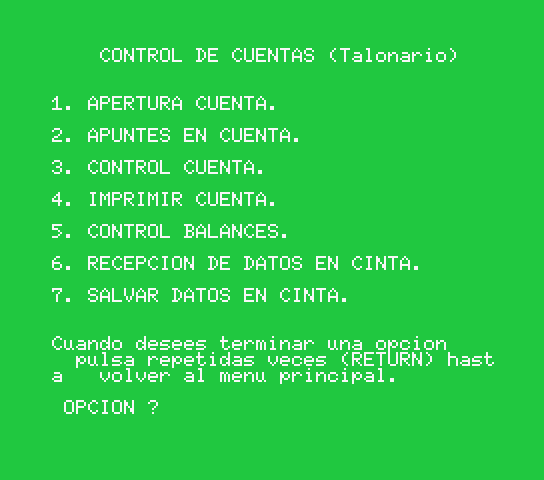 CONTROL DE CUENTAS (Talonario)
1. APERTURA CUENTA.
2. APUNTES EN CUENTA.
3. CONTROL CUENTA.
4. IMPRIMIR CUENTA.
5. CONTROL BALANCES.
6. RECEPCION DE DATOS EN CINTA.
7. SALVAR DATOS EN CINTA.
Cuando desees terminar una opcion
pulsa repetidas veces (RETURN) hast
a   volver al menu principal.
OPCION ?